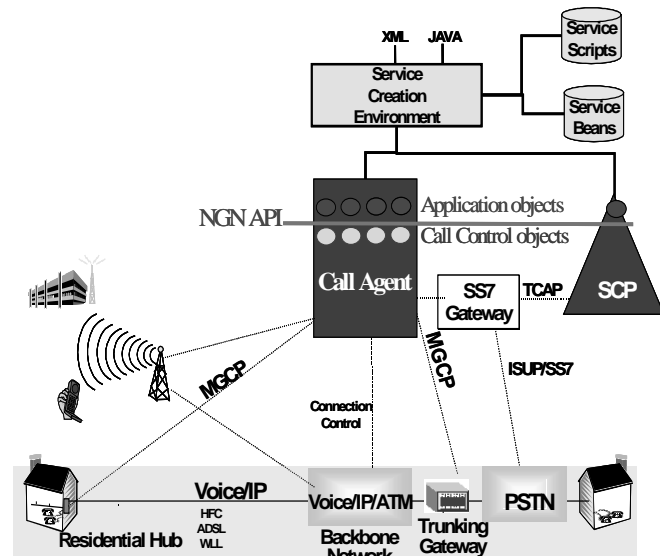 XML JAVA
Service
Scripts
Service
Creation
Environment
Service
Beans
NGN API
Application objects
Call Control objects
Call Agent
SS7
Gateway
TCAP
SCP
MGCP
MGCP
ISUP/SS7
Connection
Control
Voice/IP
HFC
ADSL
WLL
Residential Hub
Voice/IP/ATM
Backbone
Network
Trunking
Gateway
PSTN